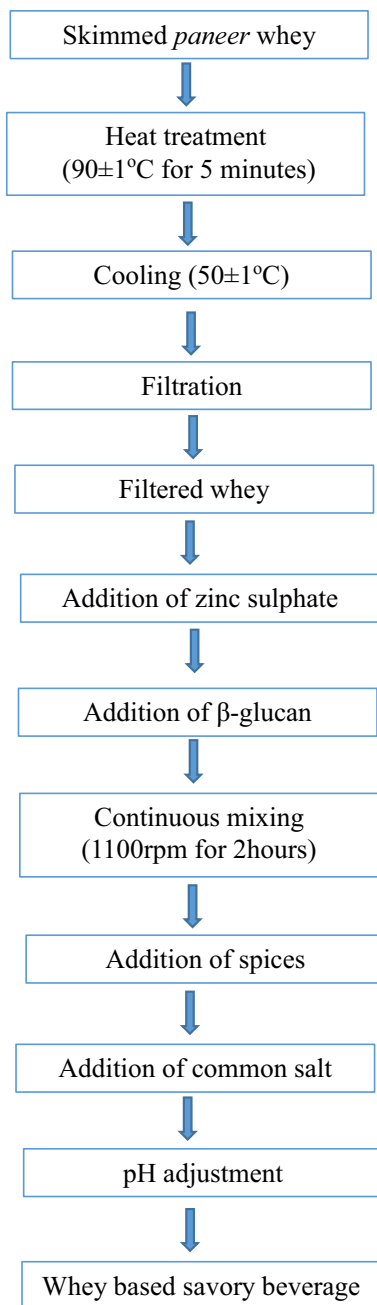 Skimmed paneer whey
Heat treatment
(90±1ºC for 5 minutes)
Cooling (50±1ºC)
Filtration
Filtered whey
Addition of zinc sulphate
Addition of β-glucan
Continuous mixing
(1100rpm for 2hours)
Addition of spices
Addition of common salt
pH adjustment
Whey based savory beverage